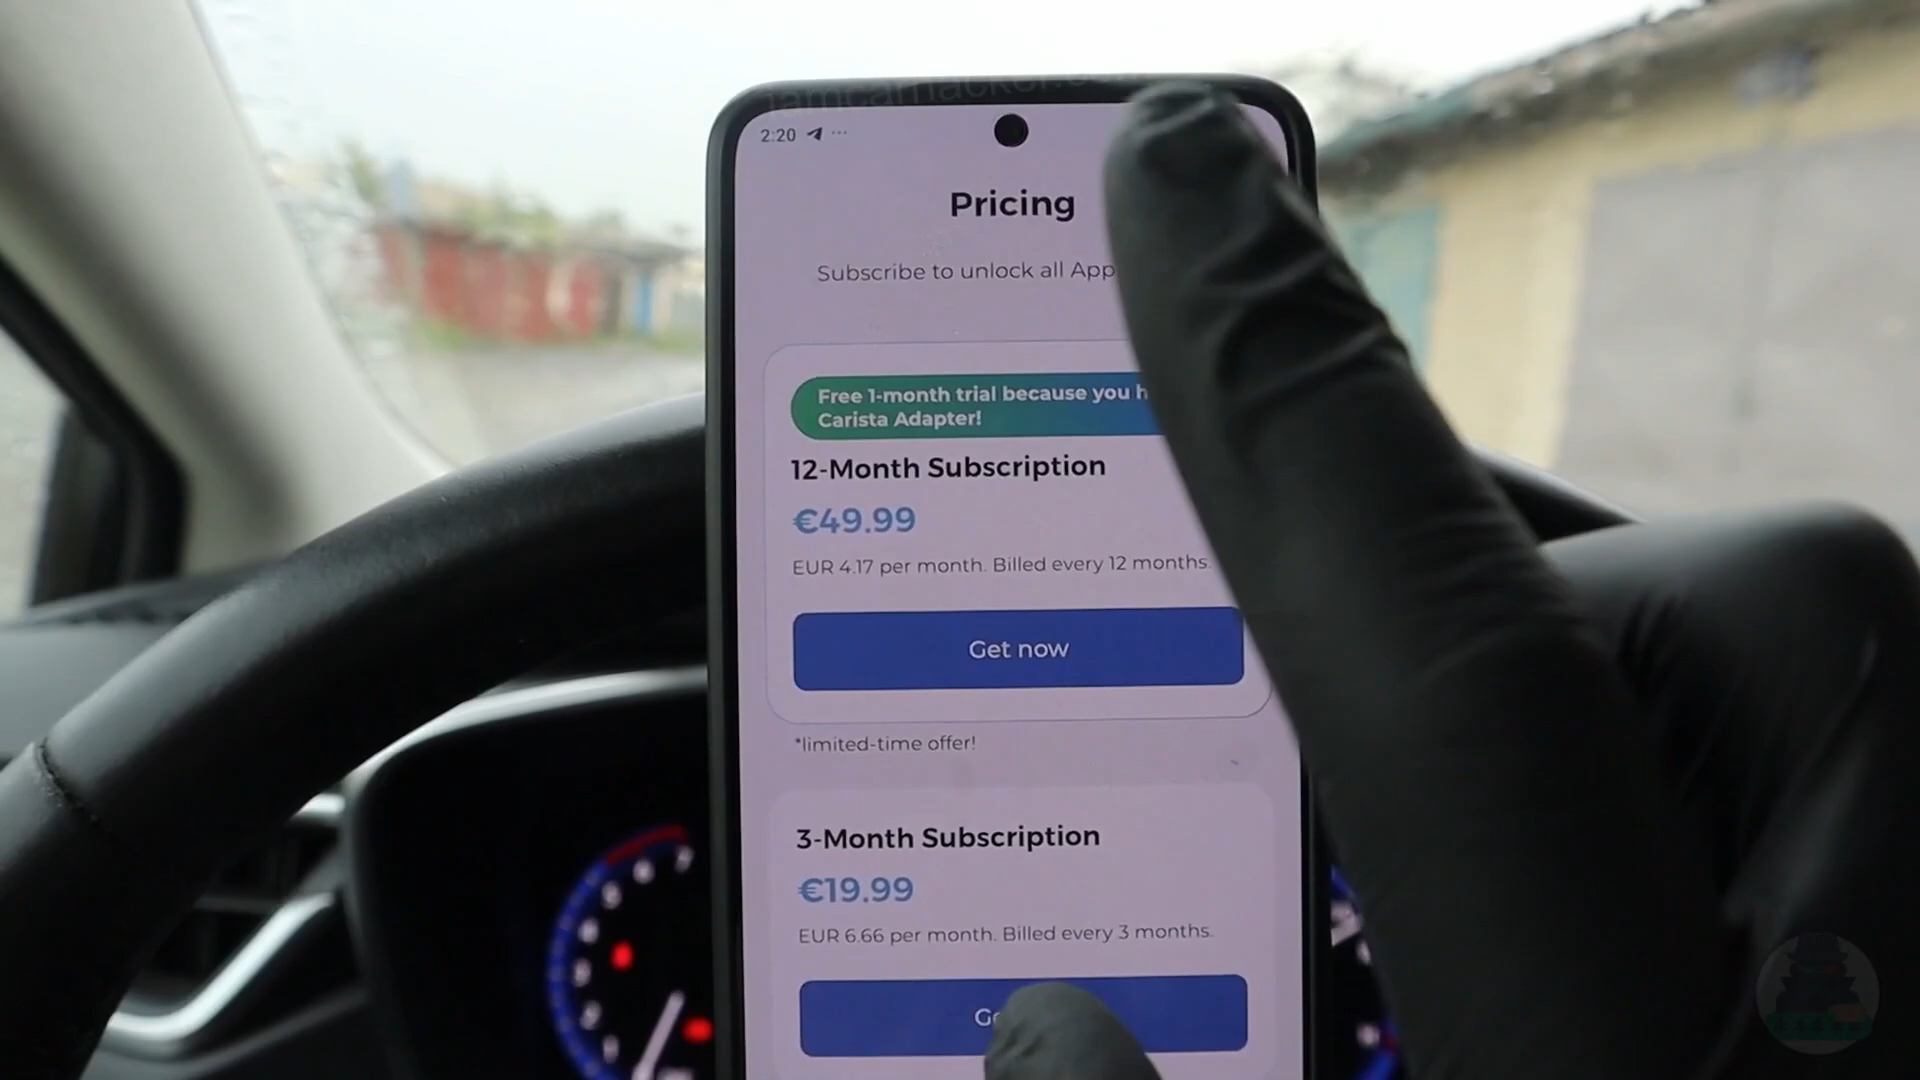 iamcarhacker.com
2:20
Pricing
Subscribe to unlock all App
Free 1-month trial because you
Carista Adapter!
12-Month Subscription
€49.99
EUR 4.17 per month. Billed every 12 months.
Get now
*limited-time offer!
3-Month Subscription
€19.99
EUR 6.66 per month. Billed every 3 months.